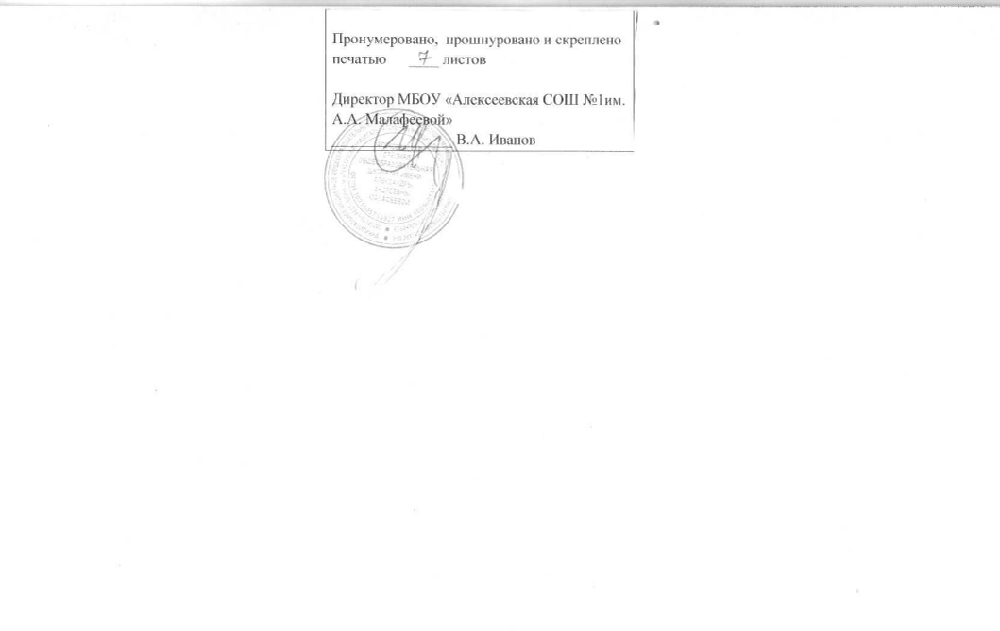 Пронумеровано, прошнуровано и скреплено
печатью 7 листов
Директор МБОУ «Алексеевская СОШ №1им.
А.А. Малафеевой»
В.А. Иванов